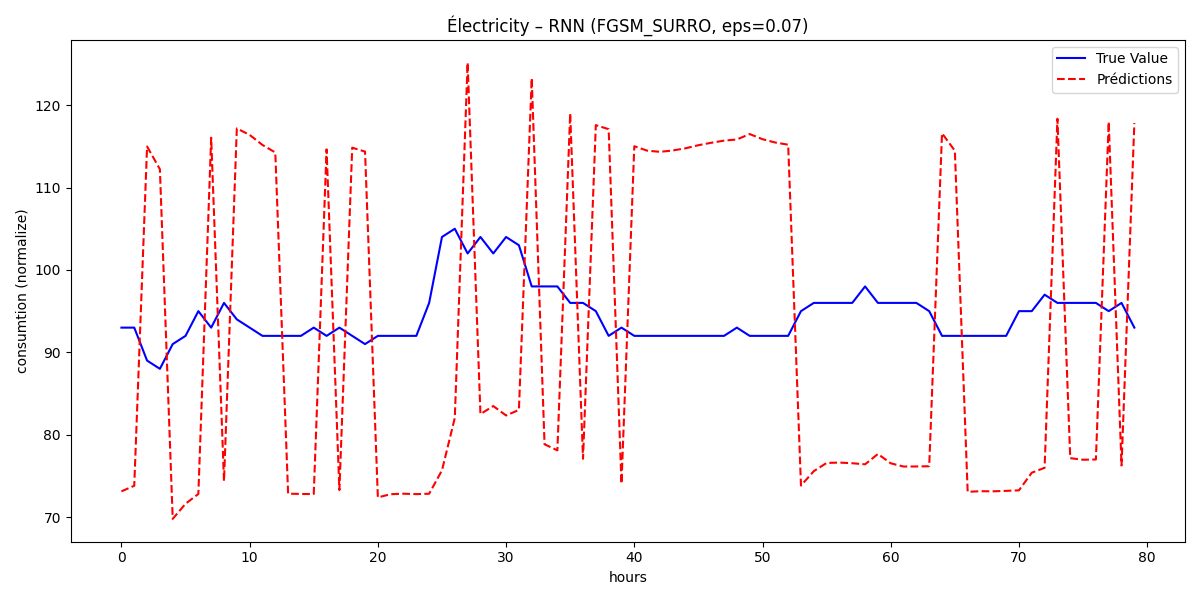 Électricity – RNN (FGSM_SURRO, eps=0.07)
True Value
Prédictions
consumtion (normalize)
120
110
100
90
80
70
0 10 20 30 40 50 60 70 80
hours